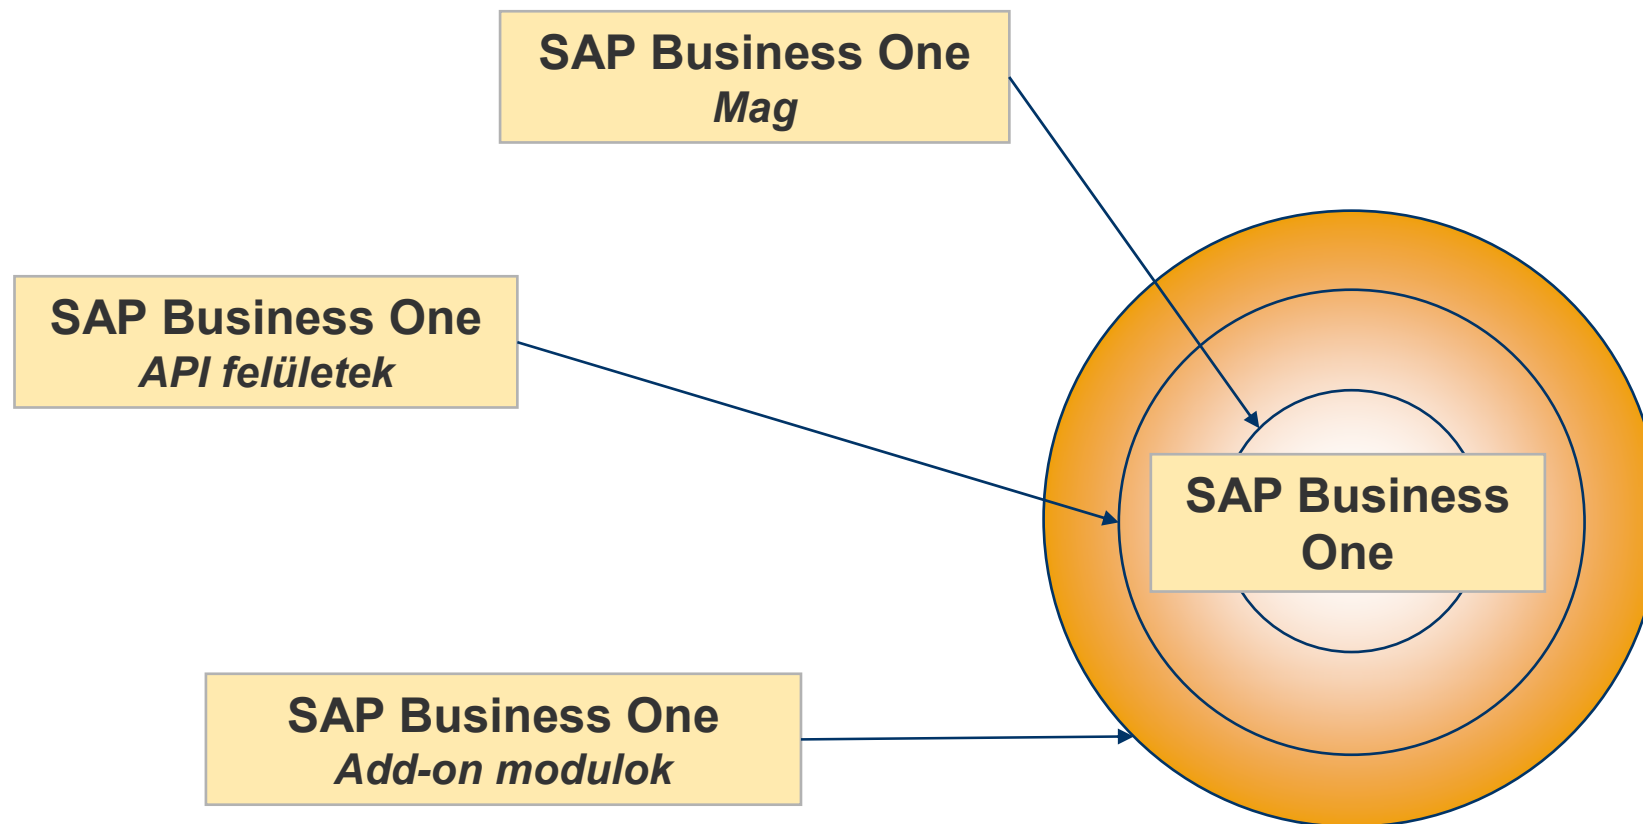 SAP Business One
Mag
SAP Business One
API felületek
SAP Business
One
SAP Business One
Add-on modulok